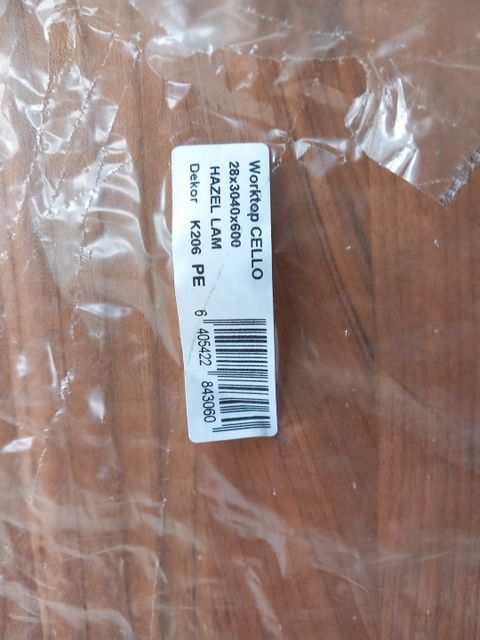 Worktop CELLO
28x3040x600
HAZEL LAM
Dekor K206 PE
6 405422 843060